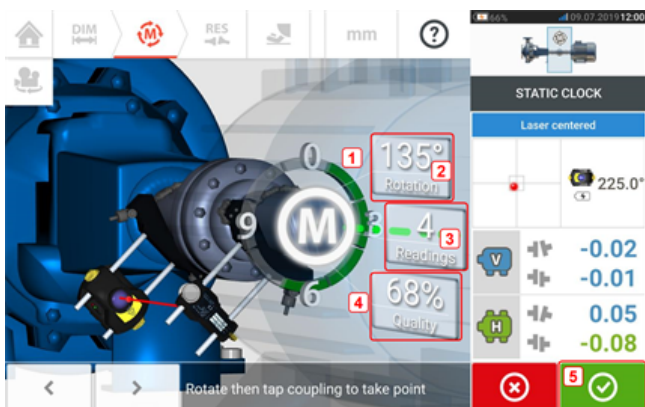 DIM
M
RES
mm
?
66%
09.07.2019 12:00
STATIC CLOCK
Laser centered
225.0°
0
1
135°
2
Rotation
9
M
3
3
4
Readings
6
4
68%
Quality
V
-0.02
-0.01
H
0.05
-0.08
Rotate then tap coupling to take point
5